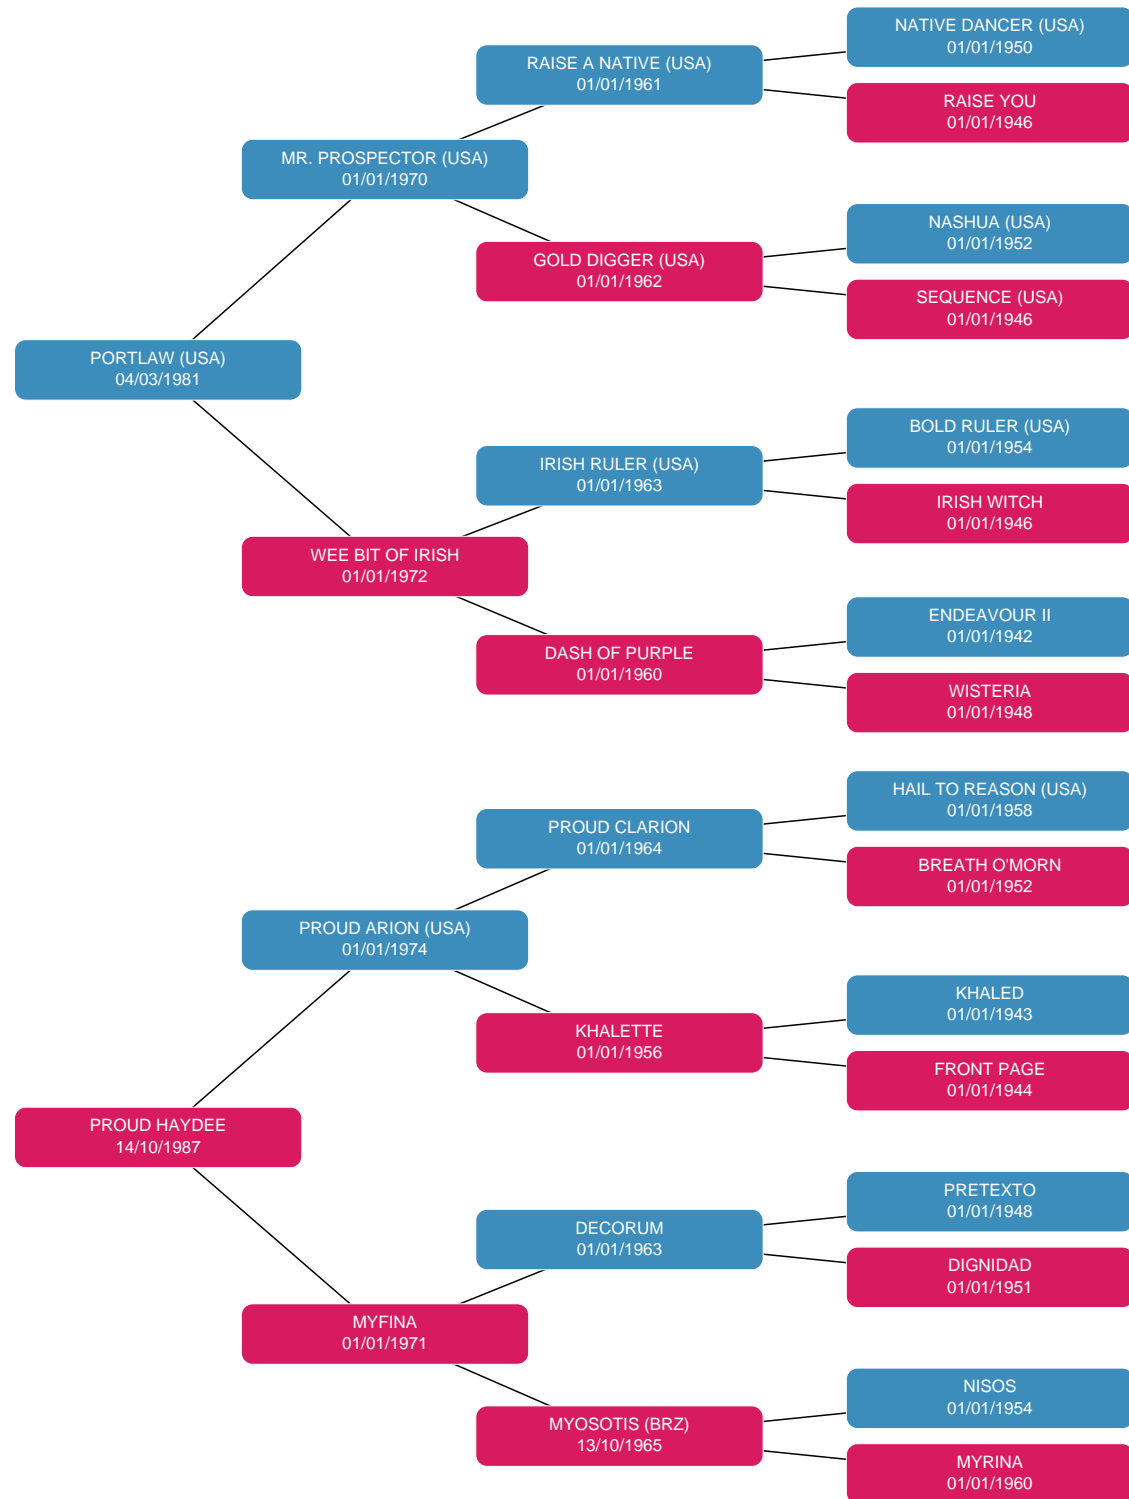 NATIVE DANCER (USA)
01/01/1950
RAISE A NATIVE (USA)
01/01/1961
RAISE YOU
01/01/1946
MR. PROSPECTOR (USA)
01/01/1970
NASHUA (USA)
01/01/1952
GOLD DIGGER (USA)
01/01/1962
SEQUENCE (USA)
01/01/1946
PORTLAW (USA)
04/03/1981
BOLD RULER (USA)
01/01/1954
IRISH RULER (USA)
01/01/1963
IRISH WITCH
01/01/1946
WEE BIT OF IRISH
01/01/1972
ENDEAVOUR II
01/01/1942
DASH OF PURPLE
01/01/1960
WISTERIA
01/01/1948
HAIL TO REASON (USA)
01/01/1958
PROUD CLARION
01/01/1964
BREATH O'MORN
01/01/1952
PROUD ARION (USA)
01/01/1974
KHALED
01/01/1943
KHALETTE
01/01/1956
FRONT PAGE
01/01/1944
PROUD HAYDEE
14/10/1987
PRETEXTO
01/01/1948
DECORUM
01/01/1963
DIGNIDAD
01/01/1951
MYFINA
01/01/1971
NISOS
01/01/1954
MYOSOTIS (BRZ)
13/10/1965
MYRINA
01/01/1960